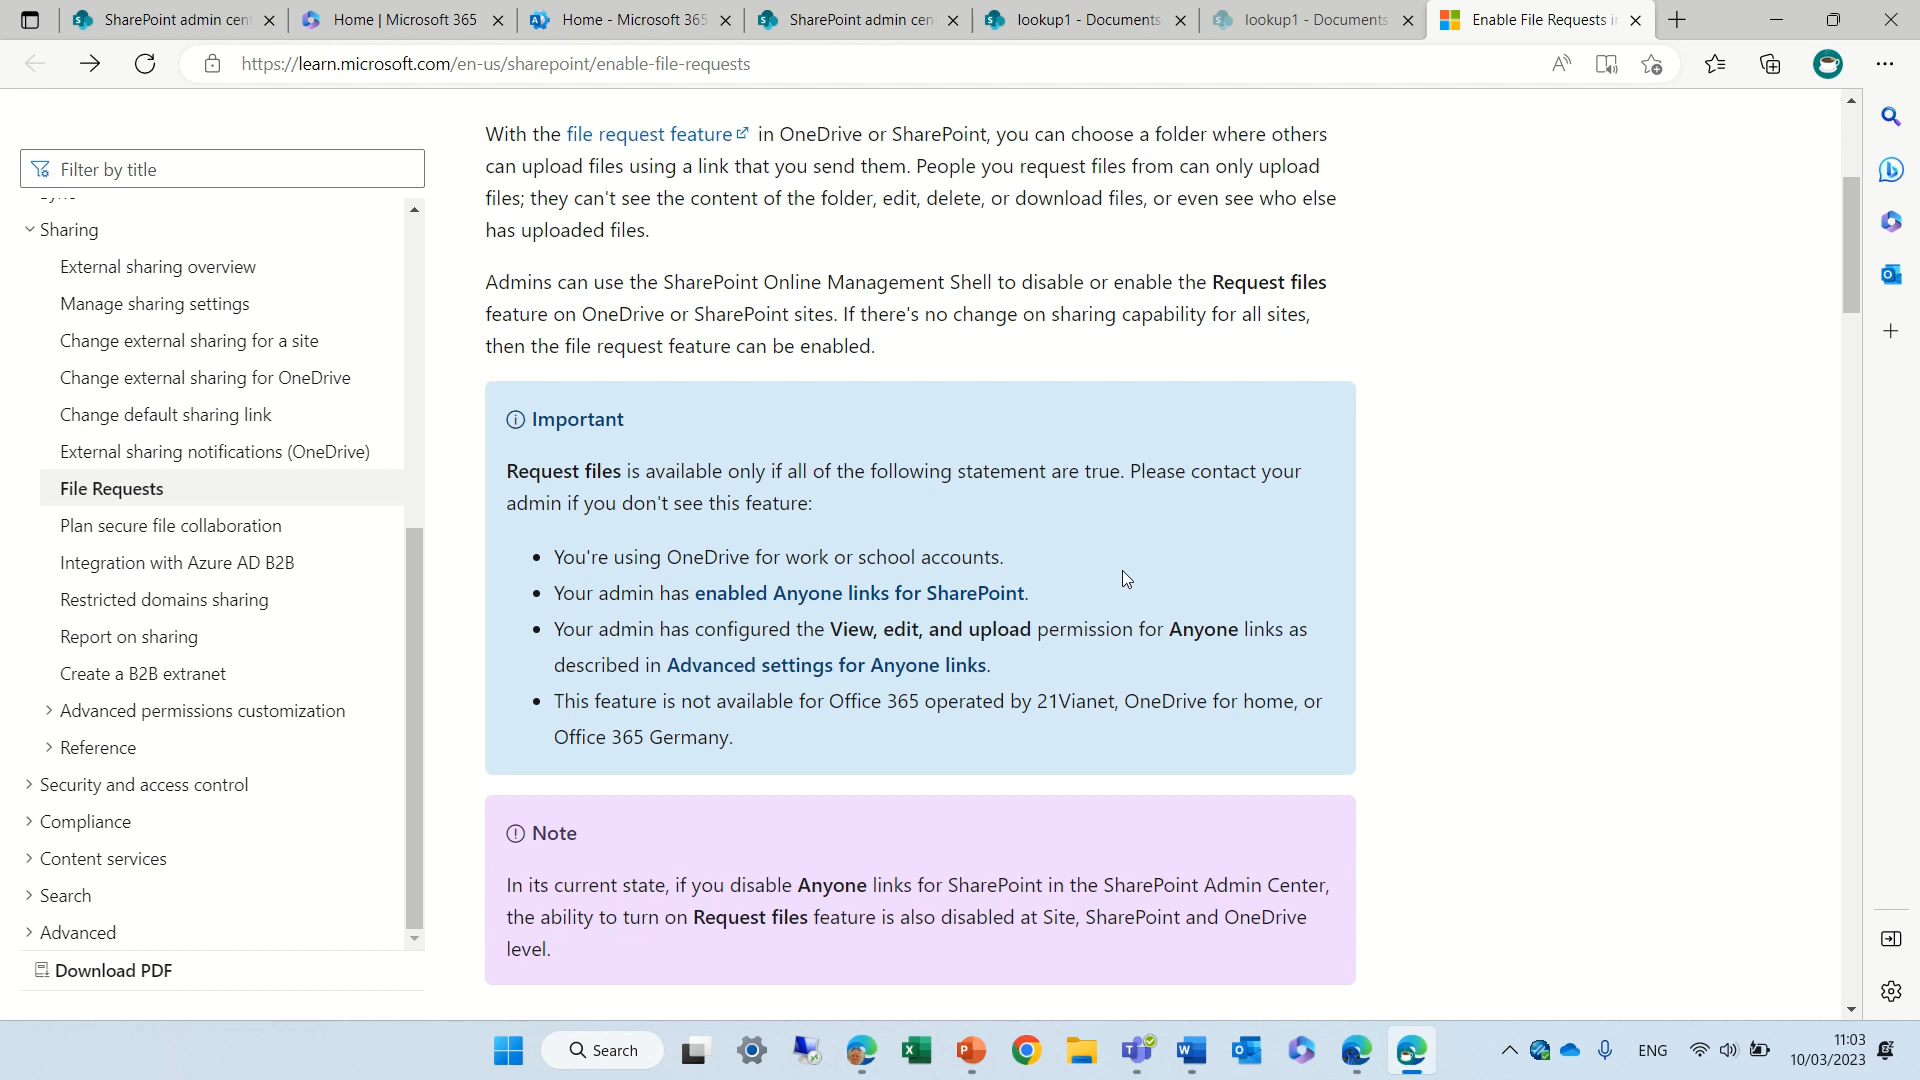 SharePoint admin cen
Home | Microsoft 365
Home - Microsoft 365
SharePoint admin cen
lookup1 - Documents
lookup1 - Documents
Enable File Requests i
https://learn.microsoft.com/en-us/sharepoint/enable-file-requests
Filter by title
Sharing
External sharing overview
Manage sharing settings
Change external sharing for a site
Change external sharing for OneDrive
Change default sharing link
External sharing notifications (OneDrive)
File Requests
Plan secure file collaboration
Integration with Azure AD B2B
Restricted domains sharing
Report on sharing
Create a B2B extranet
Advanced permissions customization
Reference
Security and access control
Compliance
Content services
Search
Advanced
Download PDF
With the file request feature in OneDrive or SharePoint, you can choose a folder where others
can upload files using a link that you send them. People you request files from can only upload
files; they can't see the content of the folder, edit, delete, or download files, or even see who else
has uploaded files.
Admins can use the SharePoint Online Management Shell to disable or enable the Request files
feature on OneDrive or SharePoint sites. If there's no change on sharing capability for all sites,
then the file request feature can be enabled.
Important
Request files is available only if all of the following statement are true. Please contact your
admin if you don't see this feature:
• You're using OneDrive for work or school accounts.
• Your admin has enabled Anyone links for SharePoint.
• Your admin has configured the View, edit, and upload permission for Anyone links as
described in Advanced settings for Anyone links.
• This feature is not available for Office 365 operated by 21Vianet, OneDrive for home, or
Office 365 Germany.
Note
In its current state, if you disable Anyone links for SharePoint in the SharePoint Admin Center,
the ability to turn on Request files feature is also disabled at Site, SharePoint and OneDrive
level.
Search
ENG
11:03
10/03/2023